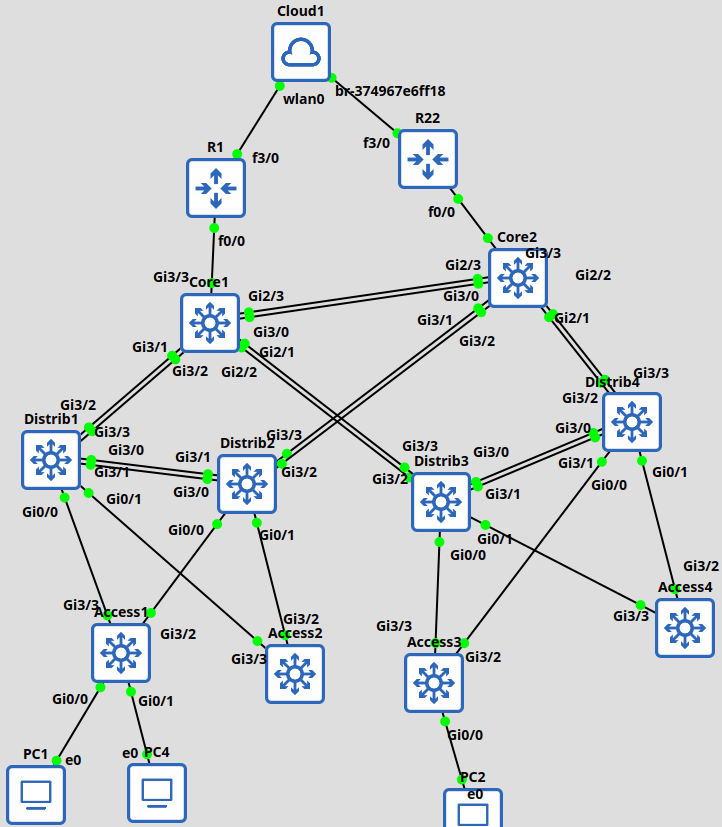 Cloud1
wlan0
br-374967e6ff18
R1
f3/0
f3/0
R22
f0/0
f0/0
Core2
Gi3/3
Gi2/3
Gi2/2
Gi3/3
Core1
Gi2/3
Gi3/0
Gi3/0
Gi2/1
Gi3/1
Gi2/1
Gi3/2
Gi3/1
Gi3/2
Gi2/2
Gi3/3
Distrib4
Gi3/2
Gi3/2
Distrib1
Gi3/3
Gi3/0
Gi3/0
Gi3/1
Gi3/1
Distrib2
Gi3/3
Gi3/2
Gi3/0
Gi3/3
Distrib3
Gi3/2
Gi3/0
Gi3/1
Gi3/1
Gi0/0
Gi0/1
Gi0/0
Gi0/1
Gi0/0
Gi0/1
Gi0/0
Gi0/1
Gi3/3
Access1
Gi3/2
Gi3/2
Access2
Gi3/3
Gi3/3
Access3
Gi3/2
Gi3/2
Access4
Gi3/3
Gi0/0
Gi0/1
Gi0/0
PC1
e0
e0
PC4
PC2
e0